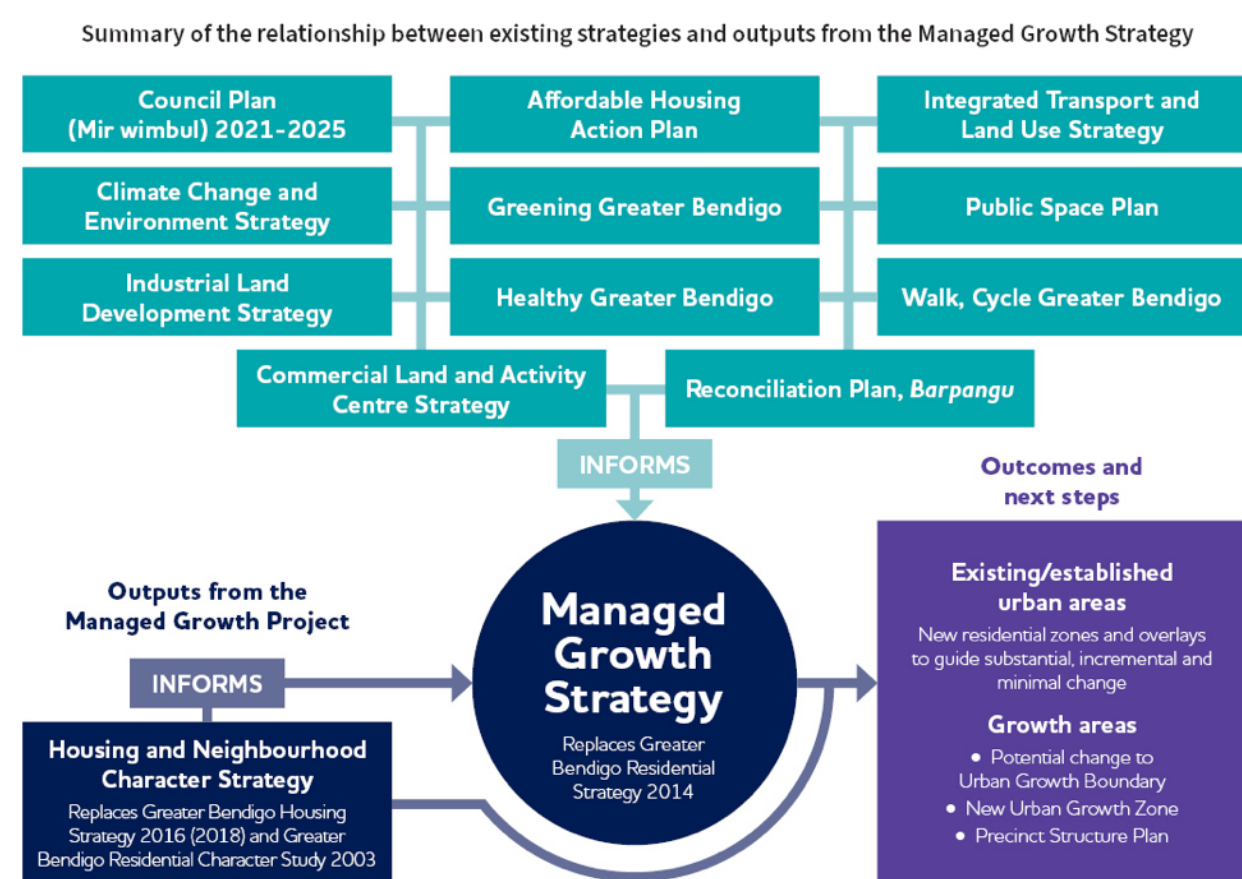 Summary of the relationship between existing strategies and outputs from the Managed Growth Strategy
Council Plan
(Mir wimbul) 2021-2025
Affordable Housing
Action Plan
Integrated Transport and
Land Use Strategy
Climate Change and
Environment Strategy
Greening Greater Bendigo
Public Space Plan
Industrial Land
Development Strategy
Healthy Greater Bendigo
Walk, Cycle Greater Bendigo
Commercial Land and Activity
Centre Strategy
Reconciliation Plan, Barpangu
INFORMS
Outputs from the
Managed Growth Project
INFORMS
Housing and Neighbourhood
Character Strategy
Replaces Greater Bendigo Housing
Strategy 2016 (2018) and Greater
Bendigo Residential Character Study 2003
Managed
Growth
Strategy
Replaces Greater
Bendigo Residential
Strategy 2014
Outcomes and
next steps
Existing/established
urban areas
New residential zones and overlays
to guide substantial, incremental and
minimal change
Growth areas
• Potential change to
Urban Growth Boundary
• New Urban Growth Zone
• Precinct Structure Plan